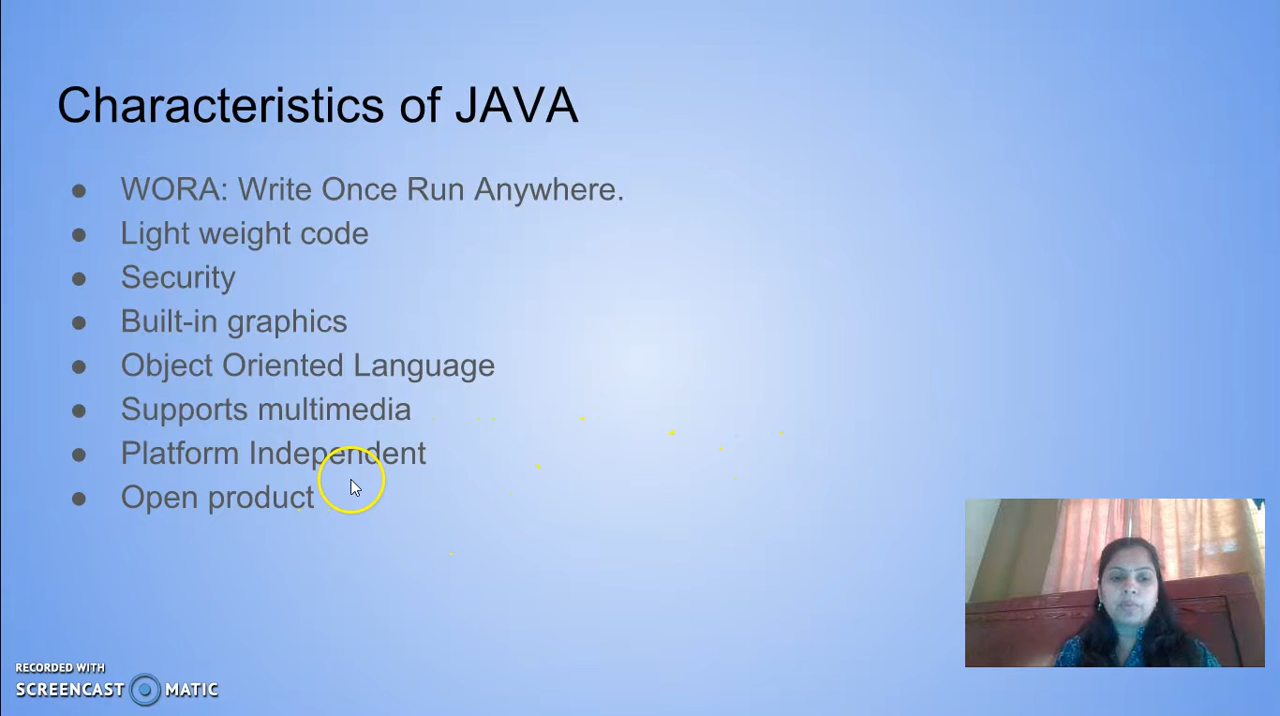 Characteristics of JAVA
● WORA: Write Once Run Anywhere.
● Light weight code
● Security
● Built-in graphics
● Object Oriented Language
● Supports multimedia
● Platform Independent
● Open product
RECORDED WITH
SCREENCAST MATIC